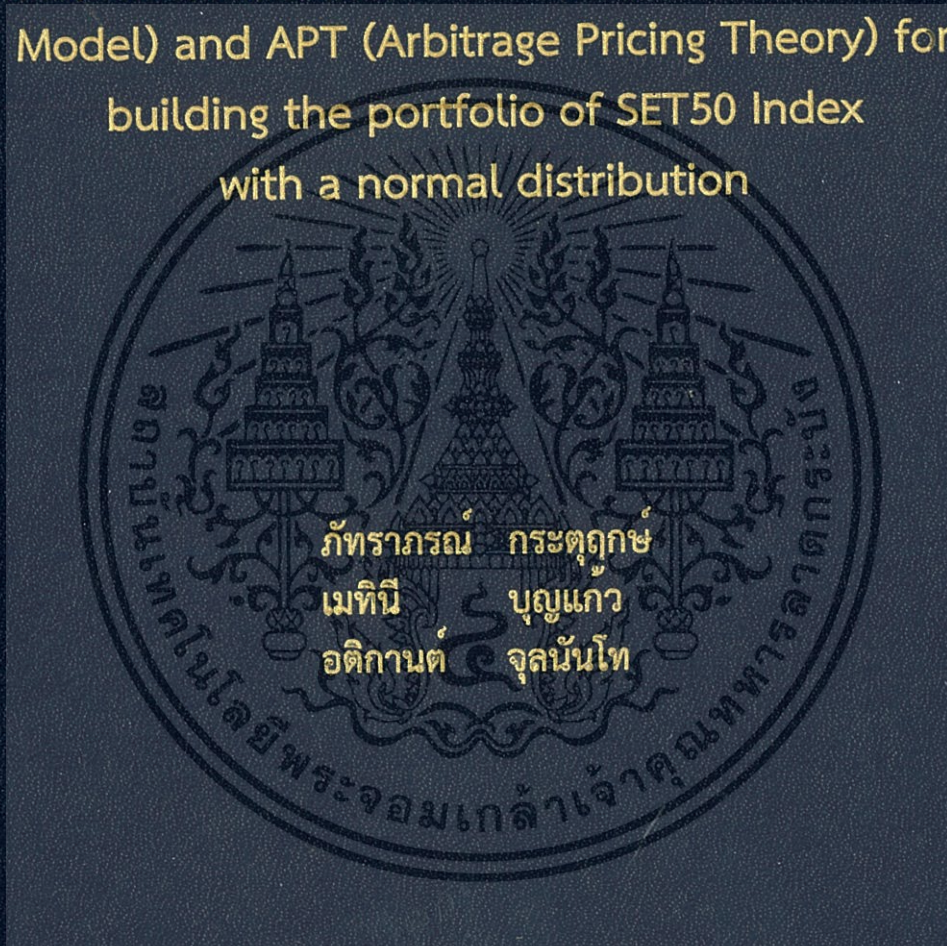 Model) and APT (Arbitrage Pricing Theory) for
building the portfolio of SET50 Index
with a normal distribution
ภัทราภรณ์ กระตุฤกษ์
เมทินี บุญแก้ว
อติกานต์ จุลนันโท
สถาบันเทคโนโลยีพระจอมเกล้าเจ้าคุณทหารลาดกระบัง